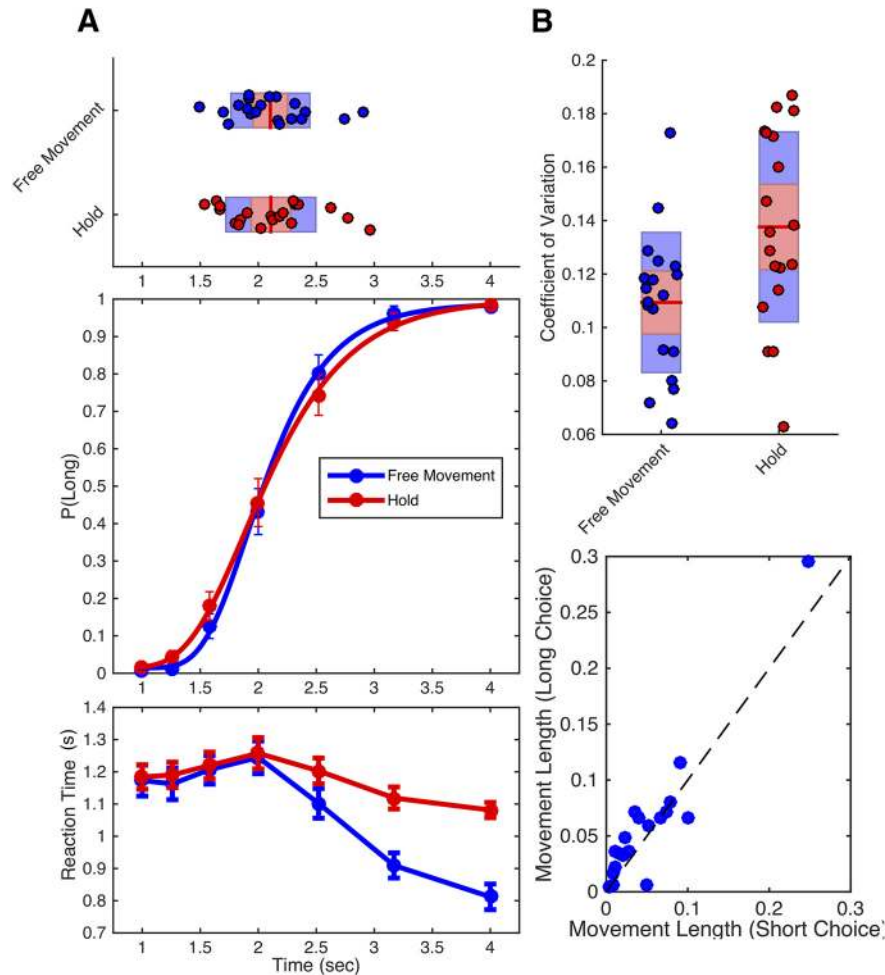 A
Free Movement
Hold
1 1.5 2 2.5 3 3.5 4
1
0.9
0.8
0.7
0.6
0.5
0.4
0.3
0.2
0.1
0
P(Long)
Free Movement
Hold
1 1.5 2 2.5 3 3.5 4
1.4
1.3
1.2
1.1
1
0.9
0.8
0.7
Reaction Time (s)
1 1.5 2 2.5 3 3.5 4
Time (sec)
B
0.2
0.18
0.16
0.14
0.12
0.1
0.08
0.06
Coefficient of Variation
Free Movement
Hold
0.3
0.25
0.2
0.15
0.1
0.05
0
Movement Length (Long Choice)
0 0.1 0.2 0.3
Movement Length (Short Choice)